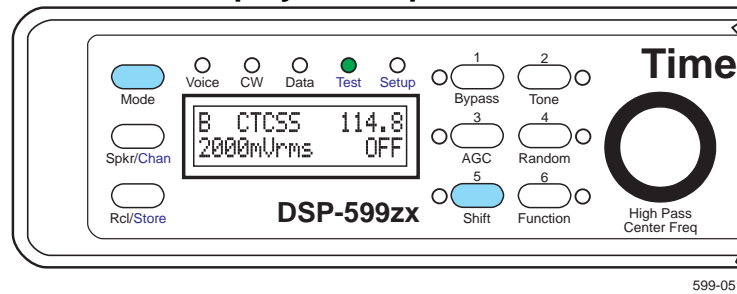 Voice CW Data Test Setup
Mode
B CTCSS 114.8
2000mVrms OFF
Spkr/Chan
Rcl/Store
DSP-599zx
1 2
Bypass Tone
3 4
AGC Random
5 6
Shift Function
Time
High Pass
Center Freq
599-05